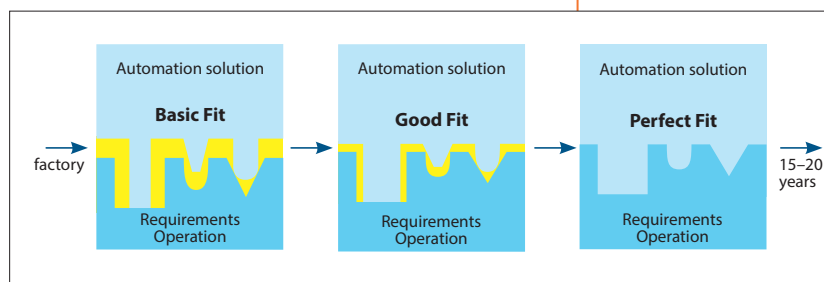 factory
Automation solution
Basic Fit
Requirements
Operation
Automation solution
Good Fit
Requirements
Operation
Automation solution
Perfect Fit
Requirements
Operation
15–20
years